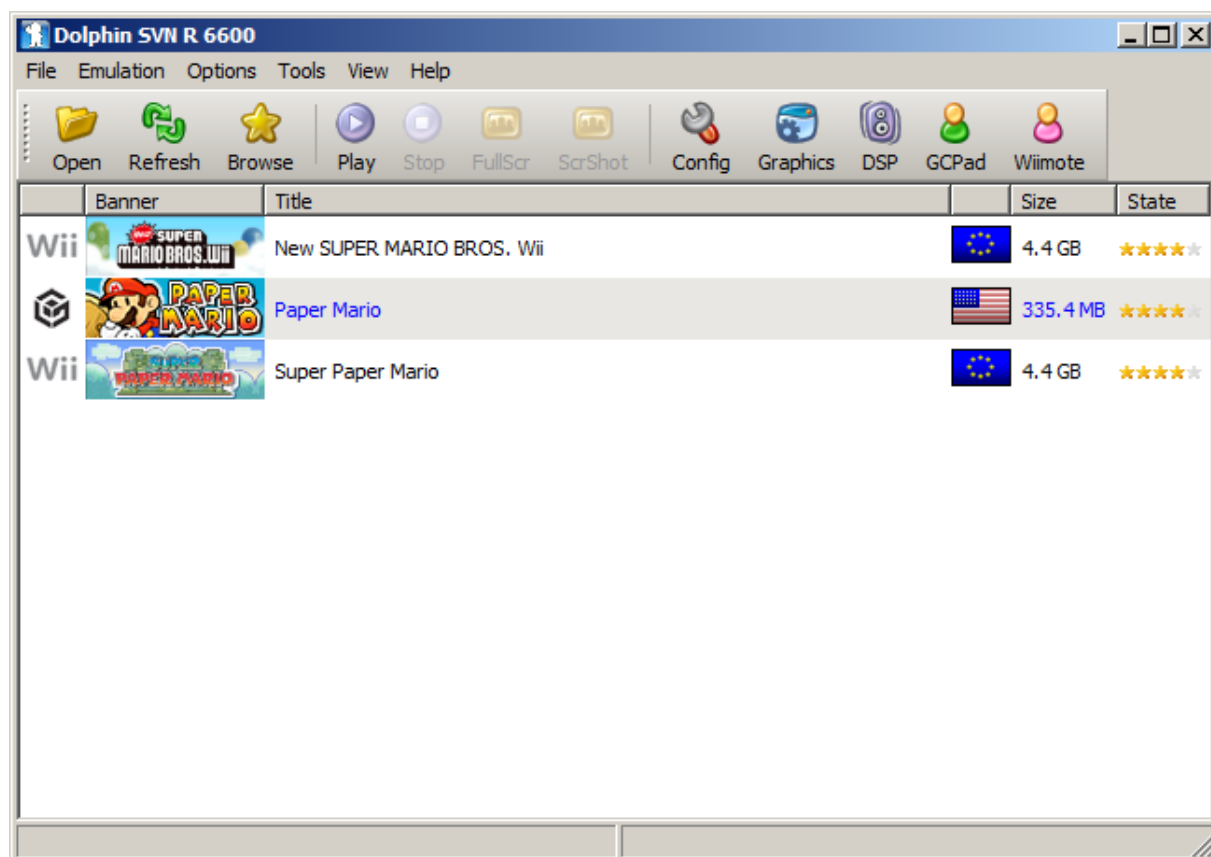 Dolphin SVN R 6600
File Emulation Options Tools View Help
Open Refresh Browse Play Stop FullScr ScrShot Config Graphics DSP GCPad Wiimote
Banner Title Size State
Wii NEW SUPER MARIO BROS.Wii New SUPER MARIO BROS. Wii 4.4 GB
PAPER MARIO Paper Mario 335.4 MB
Wii SUPER PAPER MARIO Super Paper Mario 4.4 GB